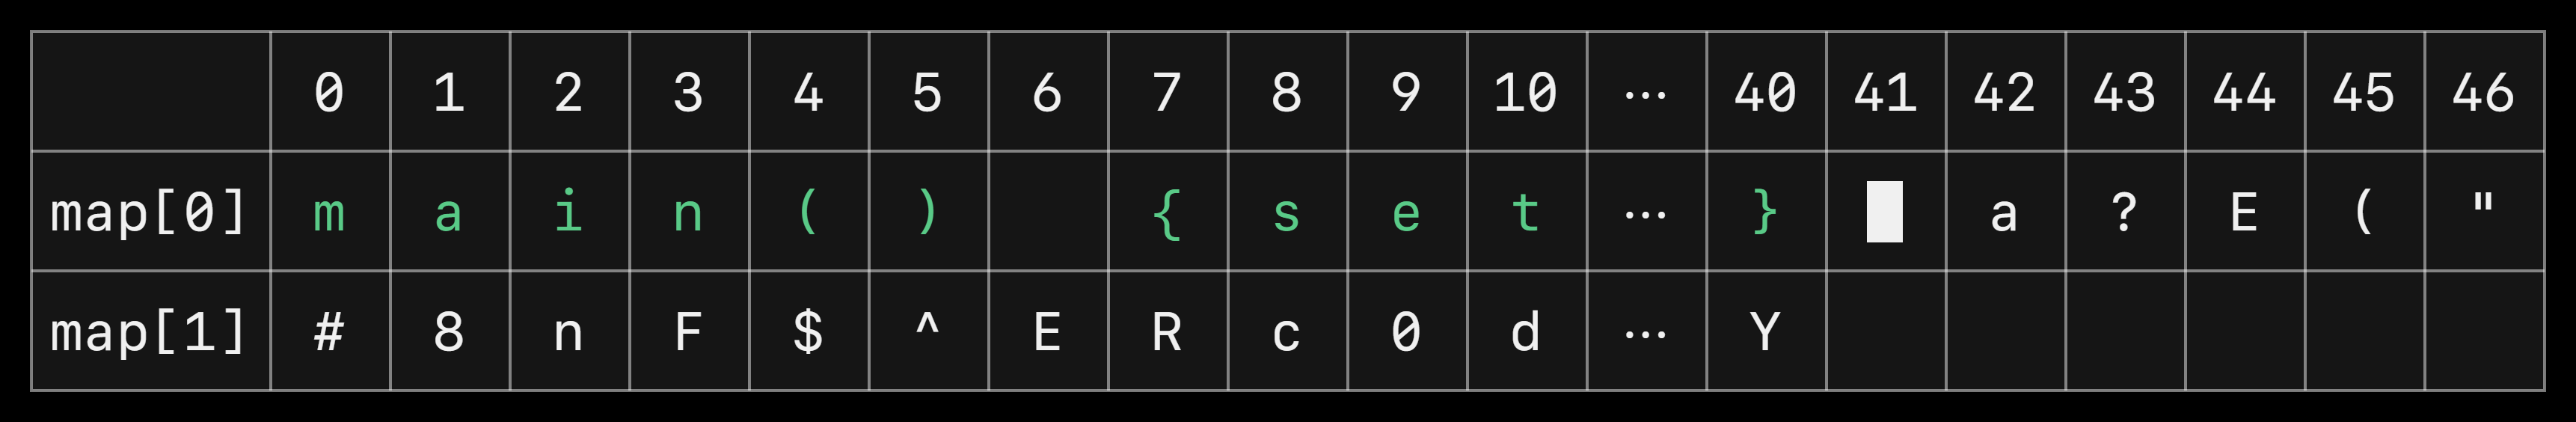 0 1 2 3 4 5 6 7 8 9 10 ... 40 41 42 43 44 45 46
map[0] m a i n ( ) { s e t ... } █ a ? E ( "
map[1] # 8 n F $ ^ E R c 0 d ... Y